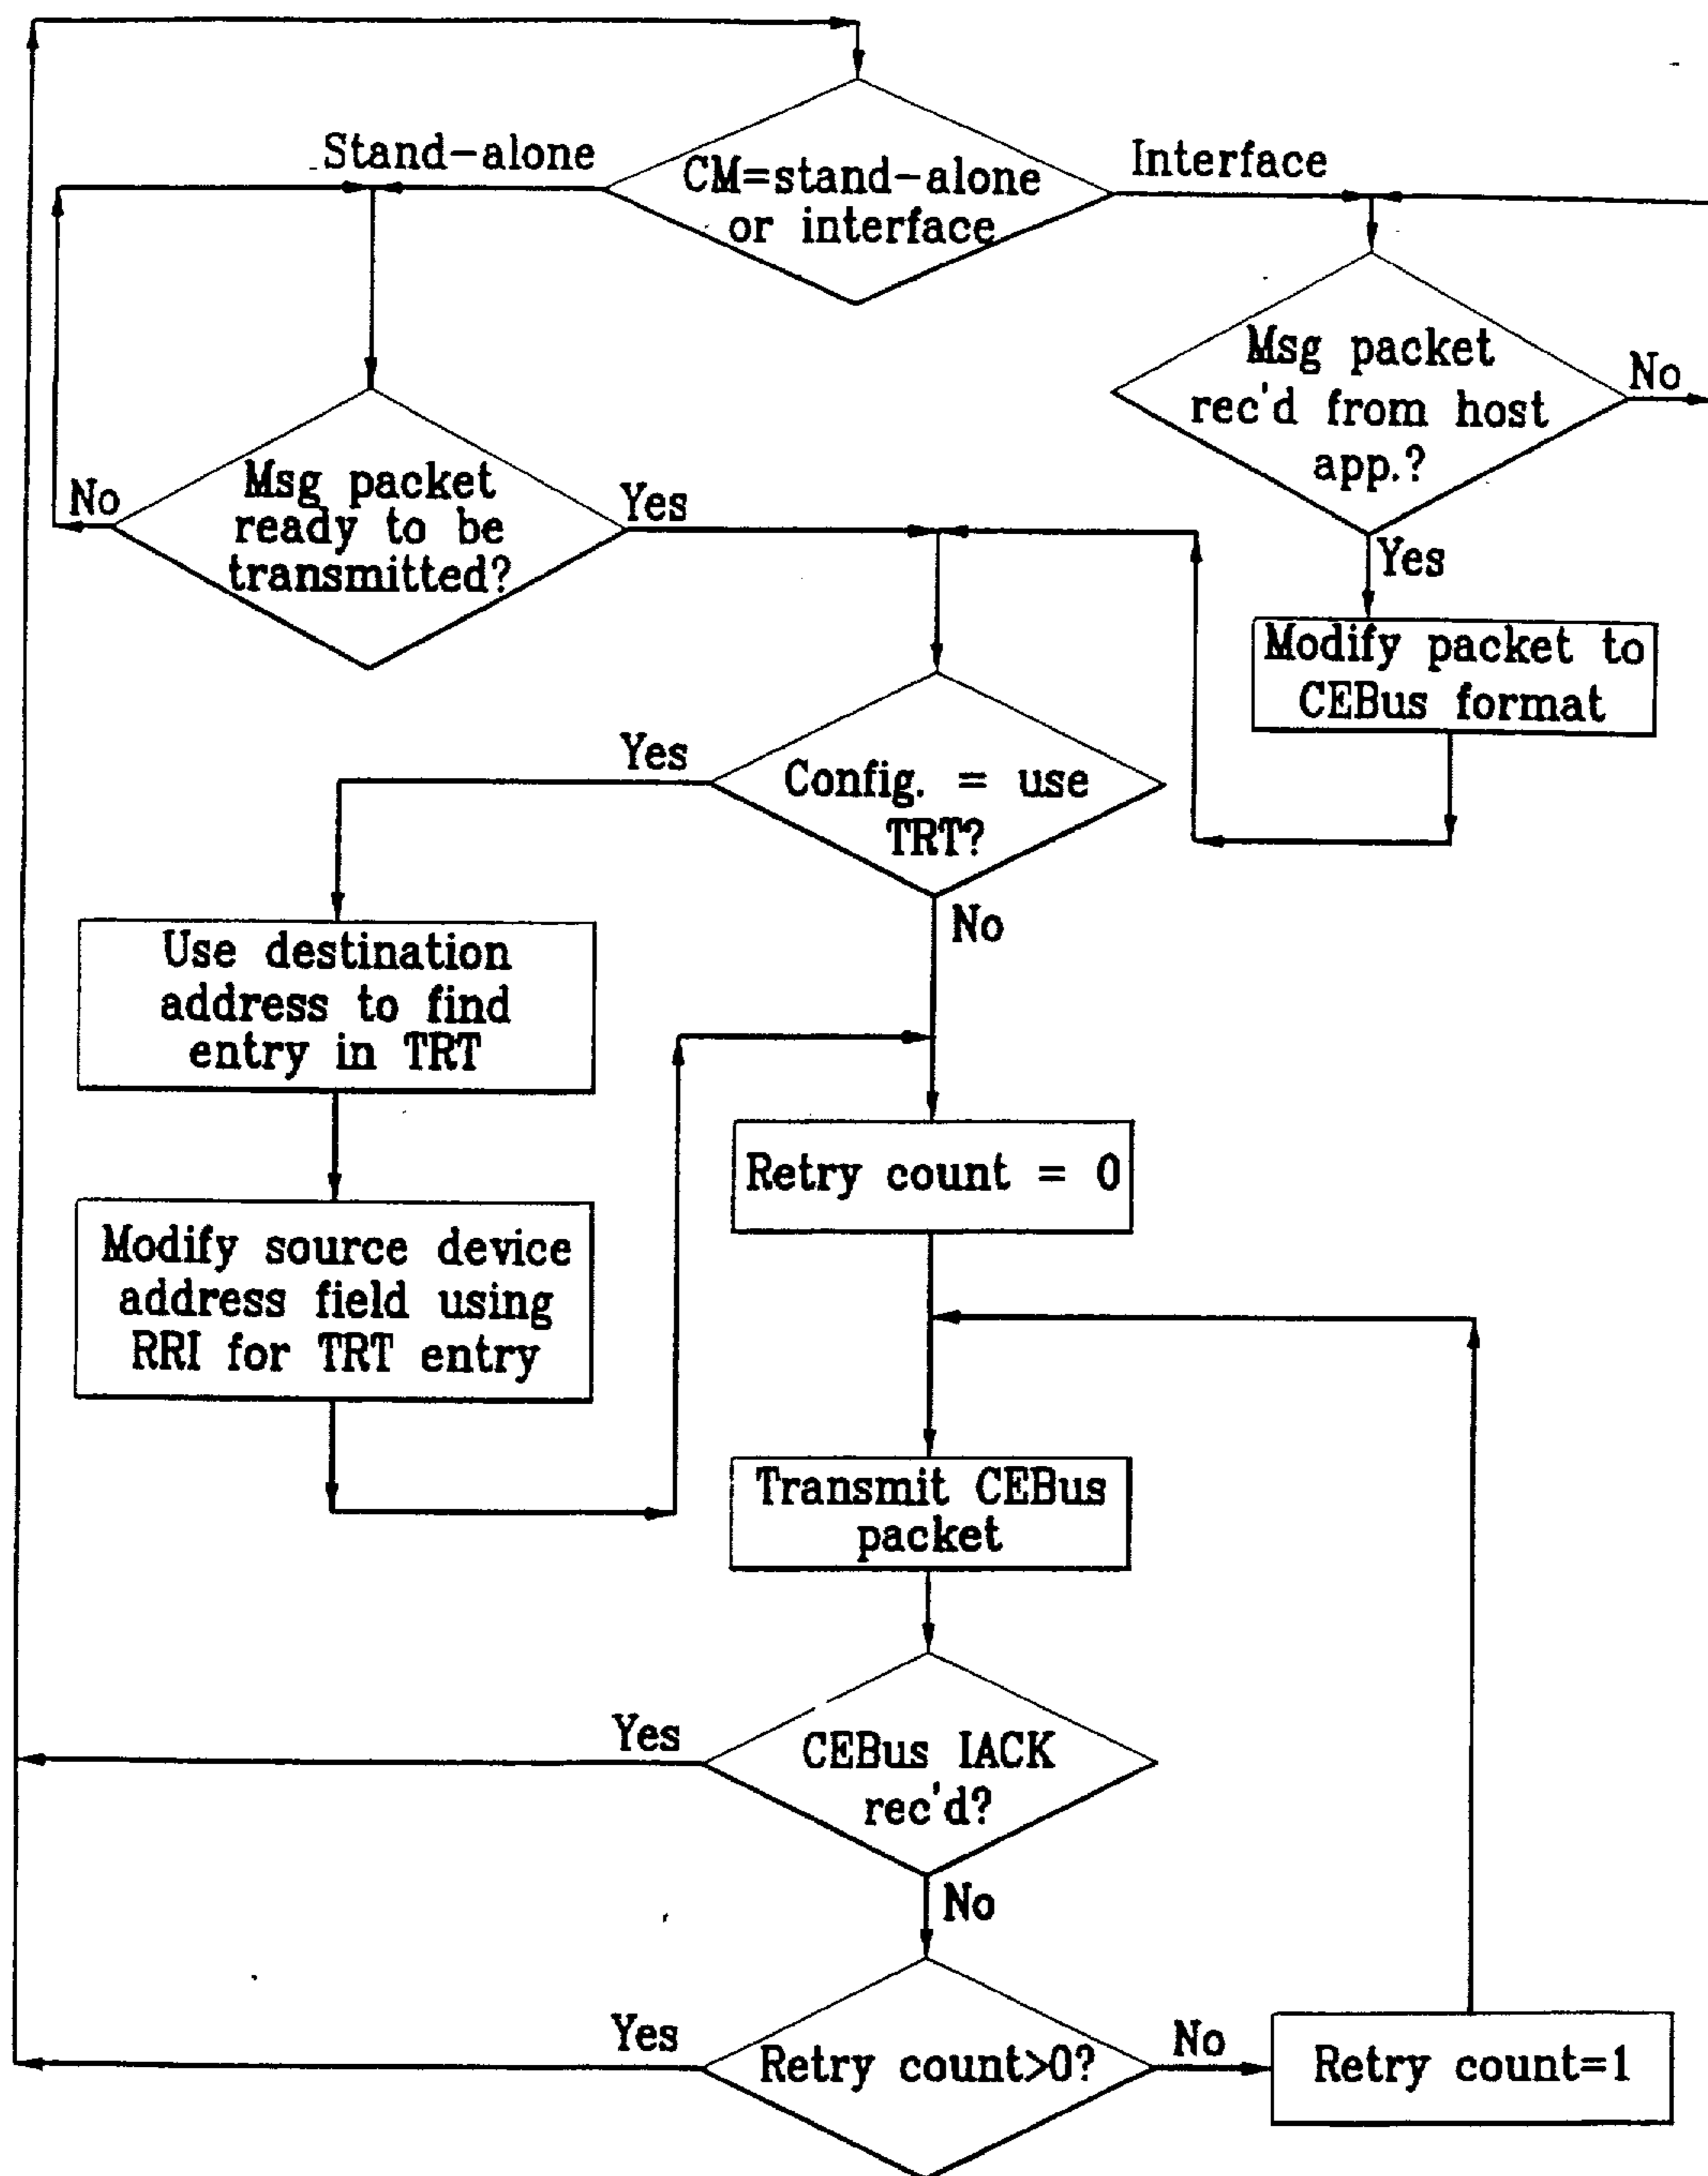 Stand-alone
CM=stand-alone
or interface
Interface
Msg packet
rec'd from host
app.?
No
Yes
Msg packet
ready to be
transmitted?
No
Yes
Modify packet to
CEBus format
Config. = use
TRT?
Yes
No
Use destination
address to find
entry in TRT
Modify source device
address field using
RRI for TRT entry
Retry count = 0
Transmit CEBus
packet
CEBus IACK
rec'd?
Yes
No
Retry count>0?
Yes
No
Retry count=1